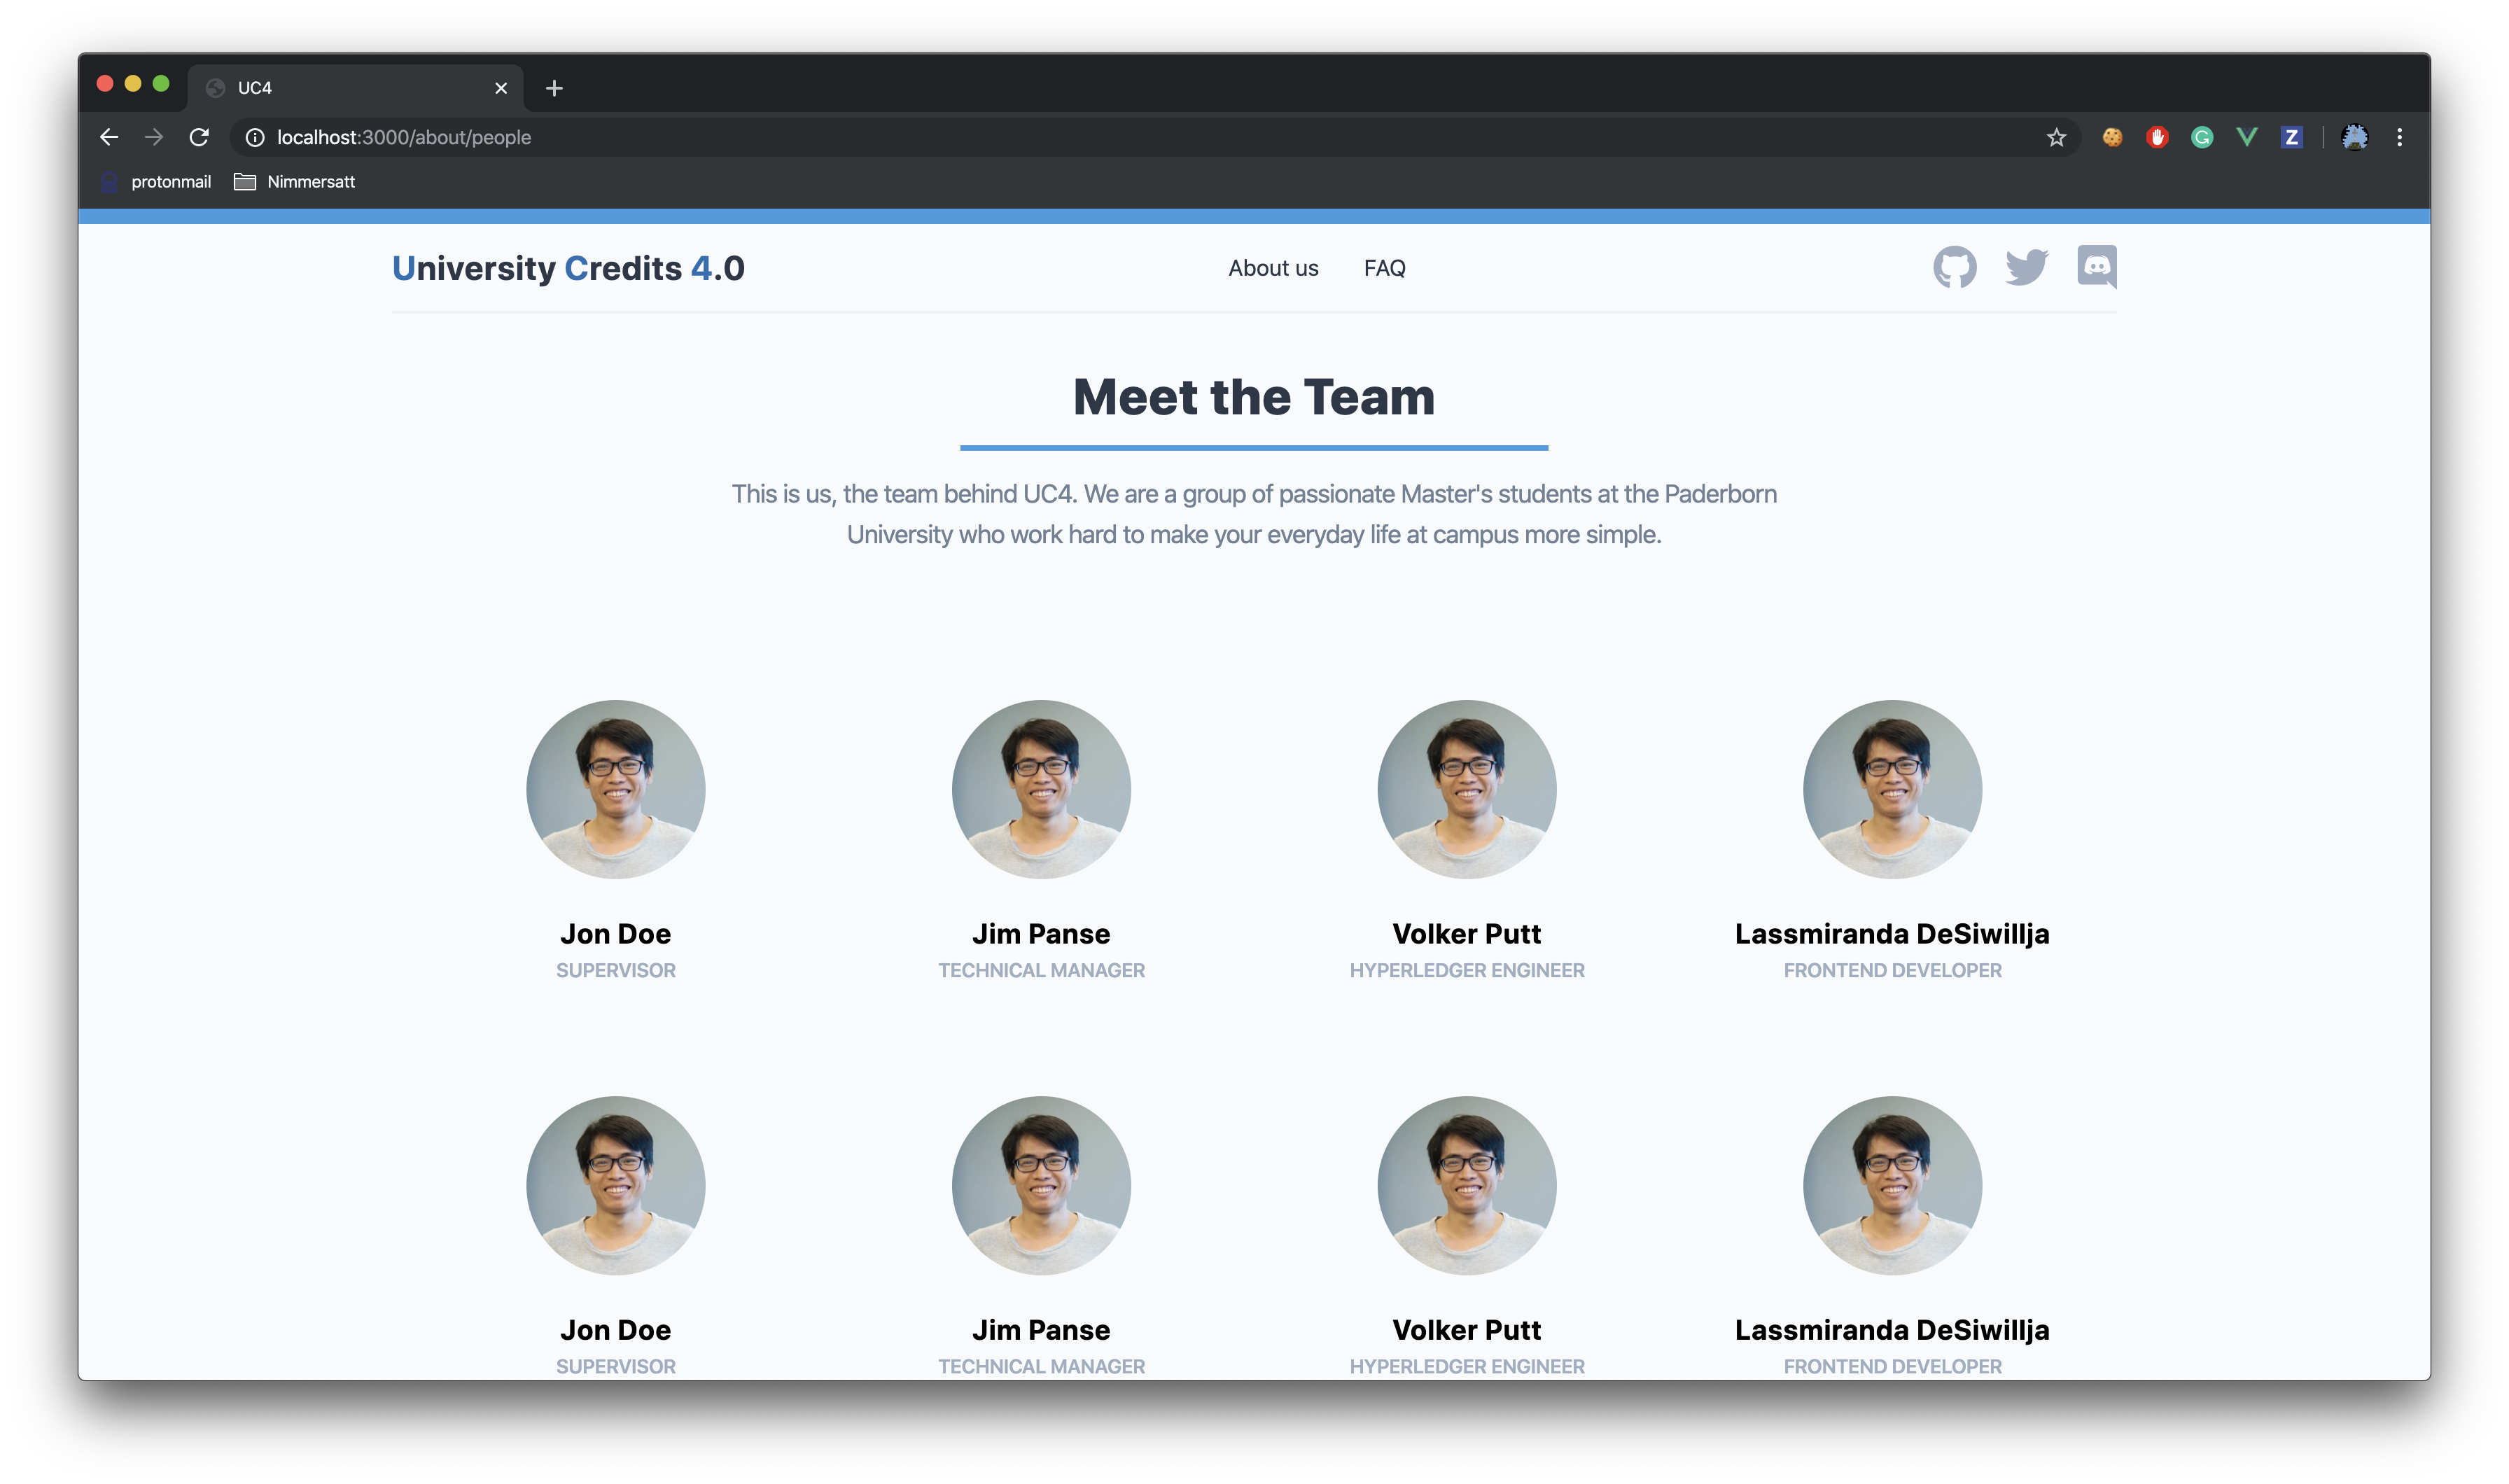 UC4
localhost:3000/about/people
protonmail Nimmersatt
University Credits 4.0 About us FAQ
Meet the Team
This is us, the team behind UC4. We are a group of passionate Master's students at the Paderborn
University who work hard to make your everyday life at campus more simple.
Jon Doe Jim Panse Volker Putt Lassmiranda DeSiwillja
SUPERVISOR TECHNICAL MANAGER HYPERLEDGER ENGINEER FRONTEND DEVELOPER
Jon Doe Jim Panse Volker Putt Lassmiranda DeSiwillja
SUPERVISOR TECHNICAL MANAGER HYPERLEDGER ENGINEER FRONTEND DEVELOPER